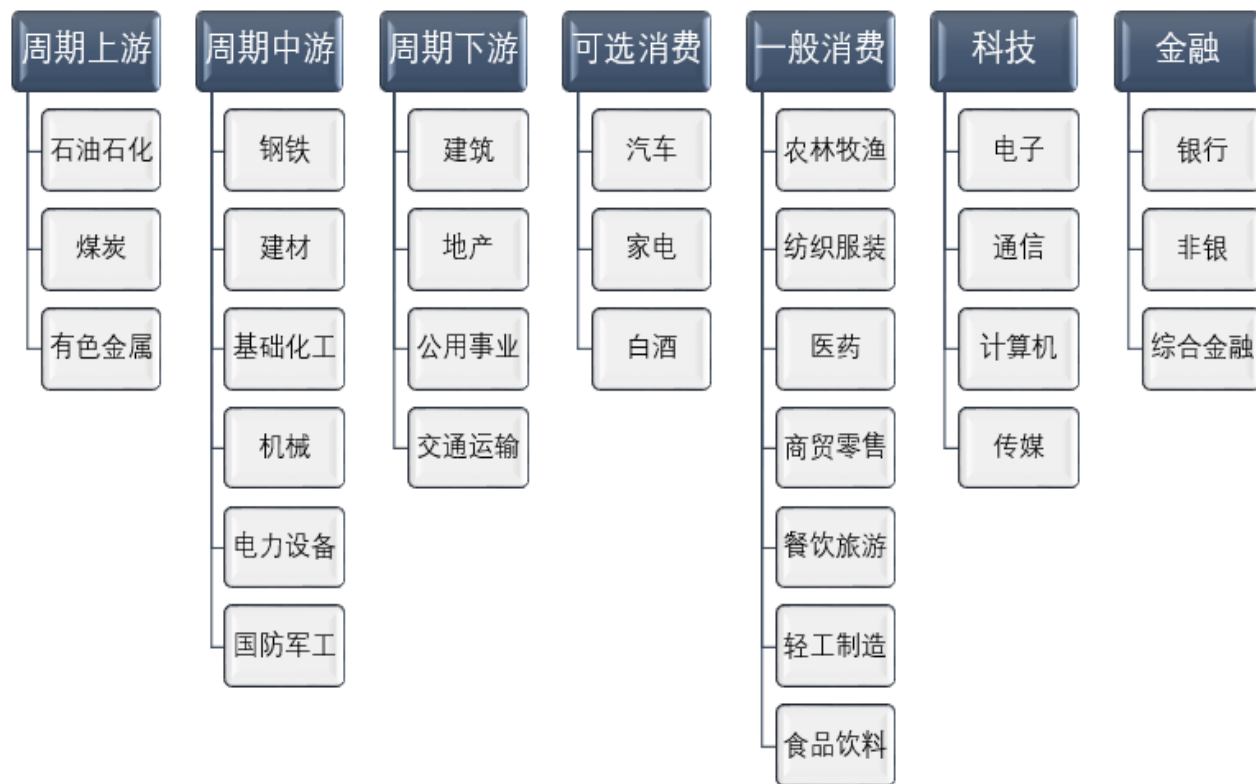 周期上游
石油石化
煤炭
有色金属
周期中游
钢铁
建材
基础化工
机械
电力设备
国防军工
周期下游
建筑
地产
公用事业
交通运输
可选消费
汽车
家电
白酒
一般消费
农林牧渔
纺织服装
医药
商贸零售
餐饮旅游
轻工制造
食品饮料
科技
电子
通信
计算机
传媒
金融
银行
非银
综合金融